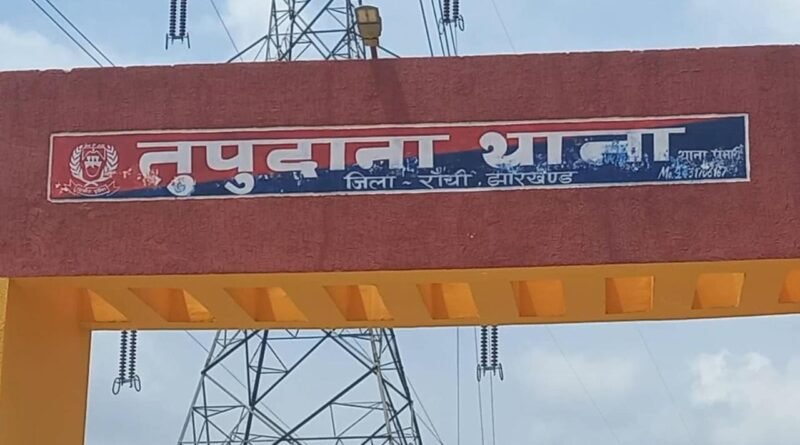 तुपुदाना थाना
थाना प्रभारी
जिला - राँची, झारखण्ड